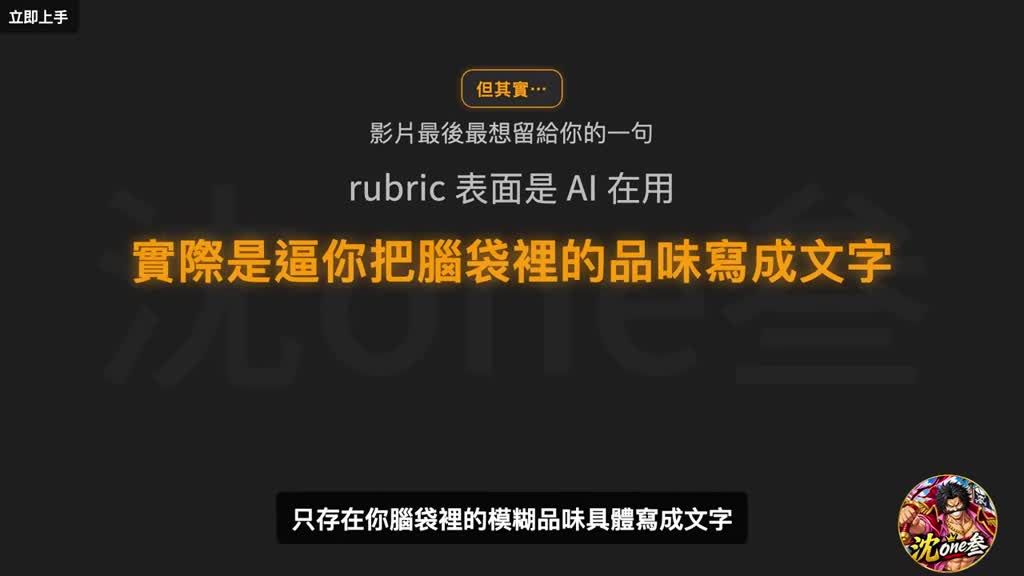 立即上手
但其實…
影片最後最想留給你的一句
rubric 表面是 AI 在用
實際是逼你把腦袋裡的品味寫成文字
沈one叁
只存在你腦袋裡的模糊品味具體寫成文字
沈one叁